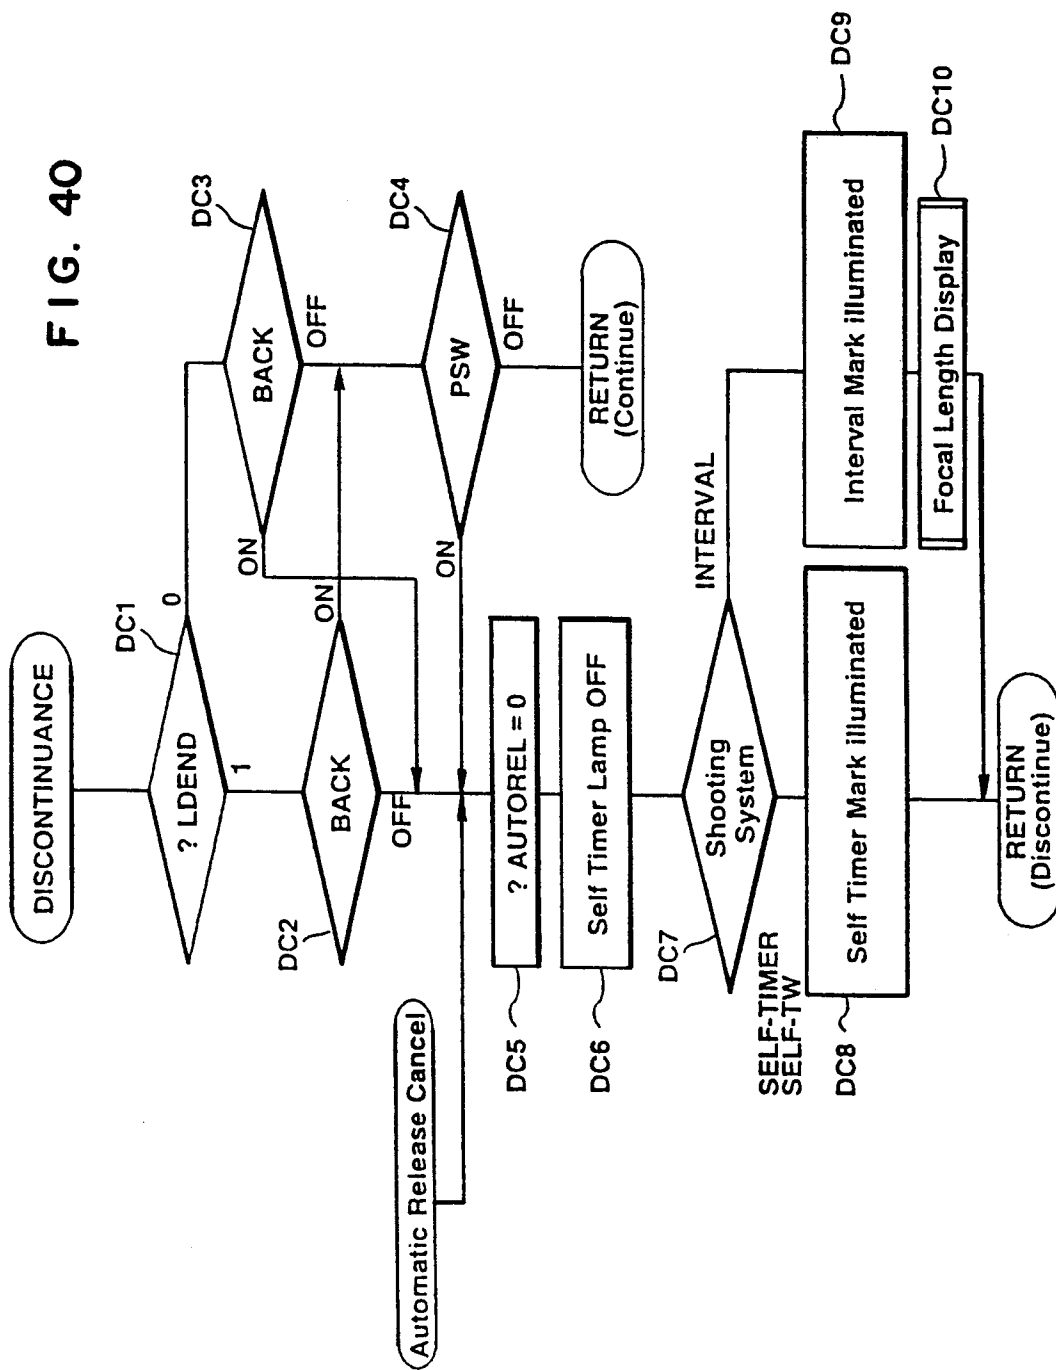 FIG. 40
DISCONTINUANCE
DC1
? LDEND
0
1
DC3
BACK
ON
OFF
DC2
BACK
ON
OFF
DC4
PSW
ON
OFF
RETURN
(Continue)
Automatic Release Cancel
DC5
? AUTOREL = 0
DC6
Self Timer Lamp OFF
DC7
Shooting
System
INTERVAL
SELF-TIMER
SELF-TW
DC8
Self Timer Mark illuminated
DC9
Interval Mark illuminated
DC10
Focal Length Display
RETURN
(Discontinue)